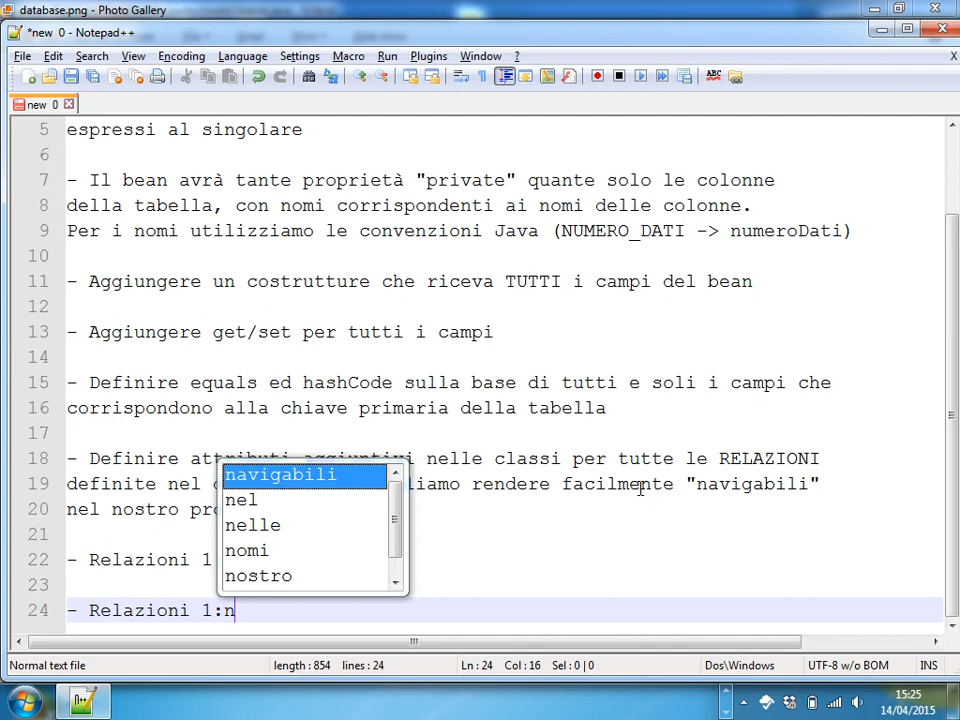 database.png - Photo Gallery
*new 0 - Notepad++
File Edit Search View Encoding Language Settings Macro Run Plugins Window ? X
new 0
5 espressi al singolare
6
7 - Il bean avrà tante proprietà "private" quante solo le colonne
8 della tabella, con nomi corrispondenti ai nomi delle colonne.
9 Per i nomi utilizziamo le convenzioni Java (NUMERO_DATI -> numeroDati)
10
11 - Aggiungere un costrutture che riceva TUTTI i campi del bean
12
13 - Aggiungere get/set per tutti i campi
14
15 - Definire equals ed hashCode sulla base di tutti e soli i campi che
16 corrispondono alla chiave primaria della tabella
17
18 - Definire attributi aggiuntivi nelle classi per tutte le RELAZIONI
navigabili
19 definite nel liamo rendere facilmente "navigabili"
nel
20 nel nostro pro
nelle
21
nomi
22 - Relazioni 1
nostro
23
24 - Relazioni 1:n
Normal text file length : 854 lines : 24 Ln : 24 Col : 16 Sel : 0 | 0 Dos\Windows UTF-8 w/o BOM INS
15:25
14/04/2015